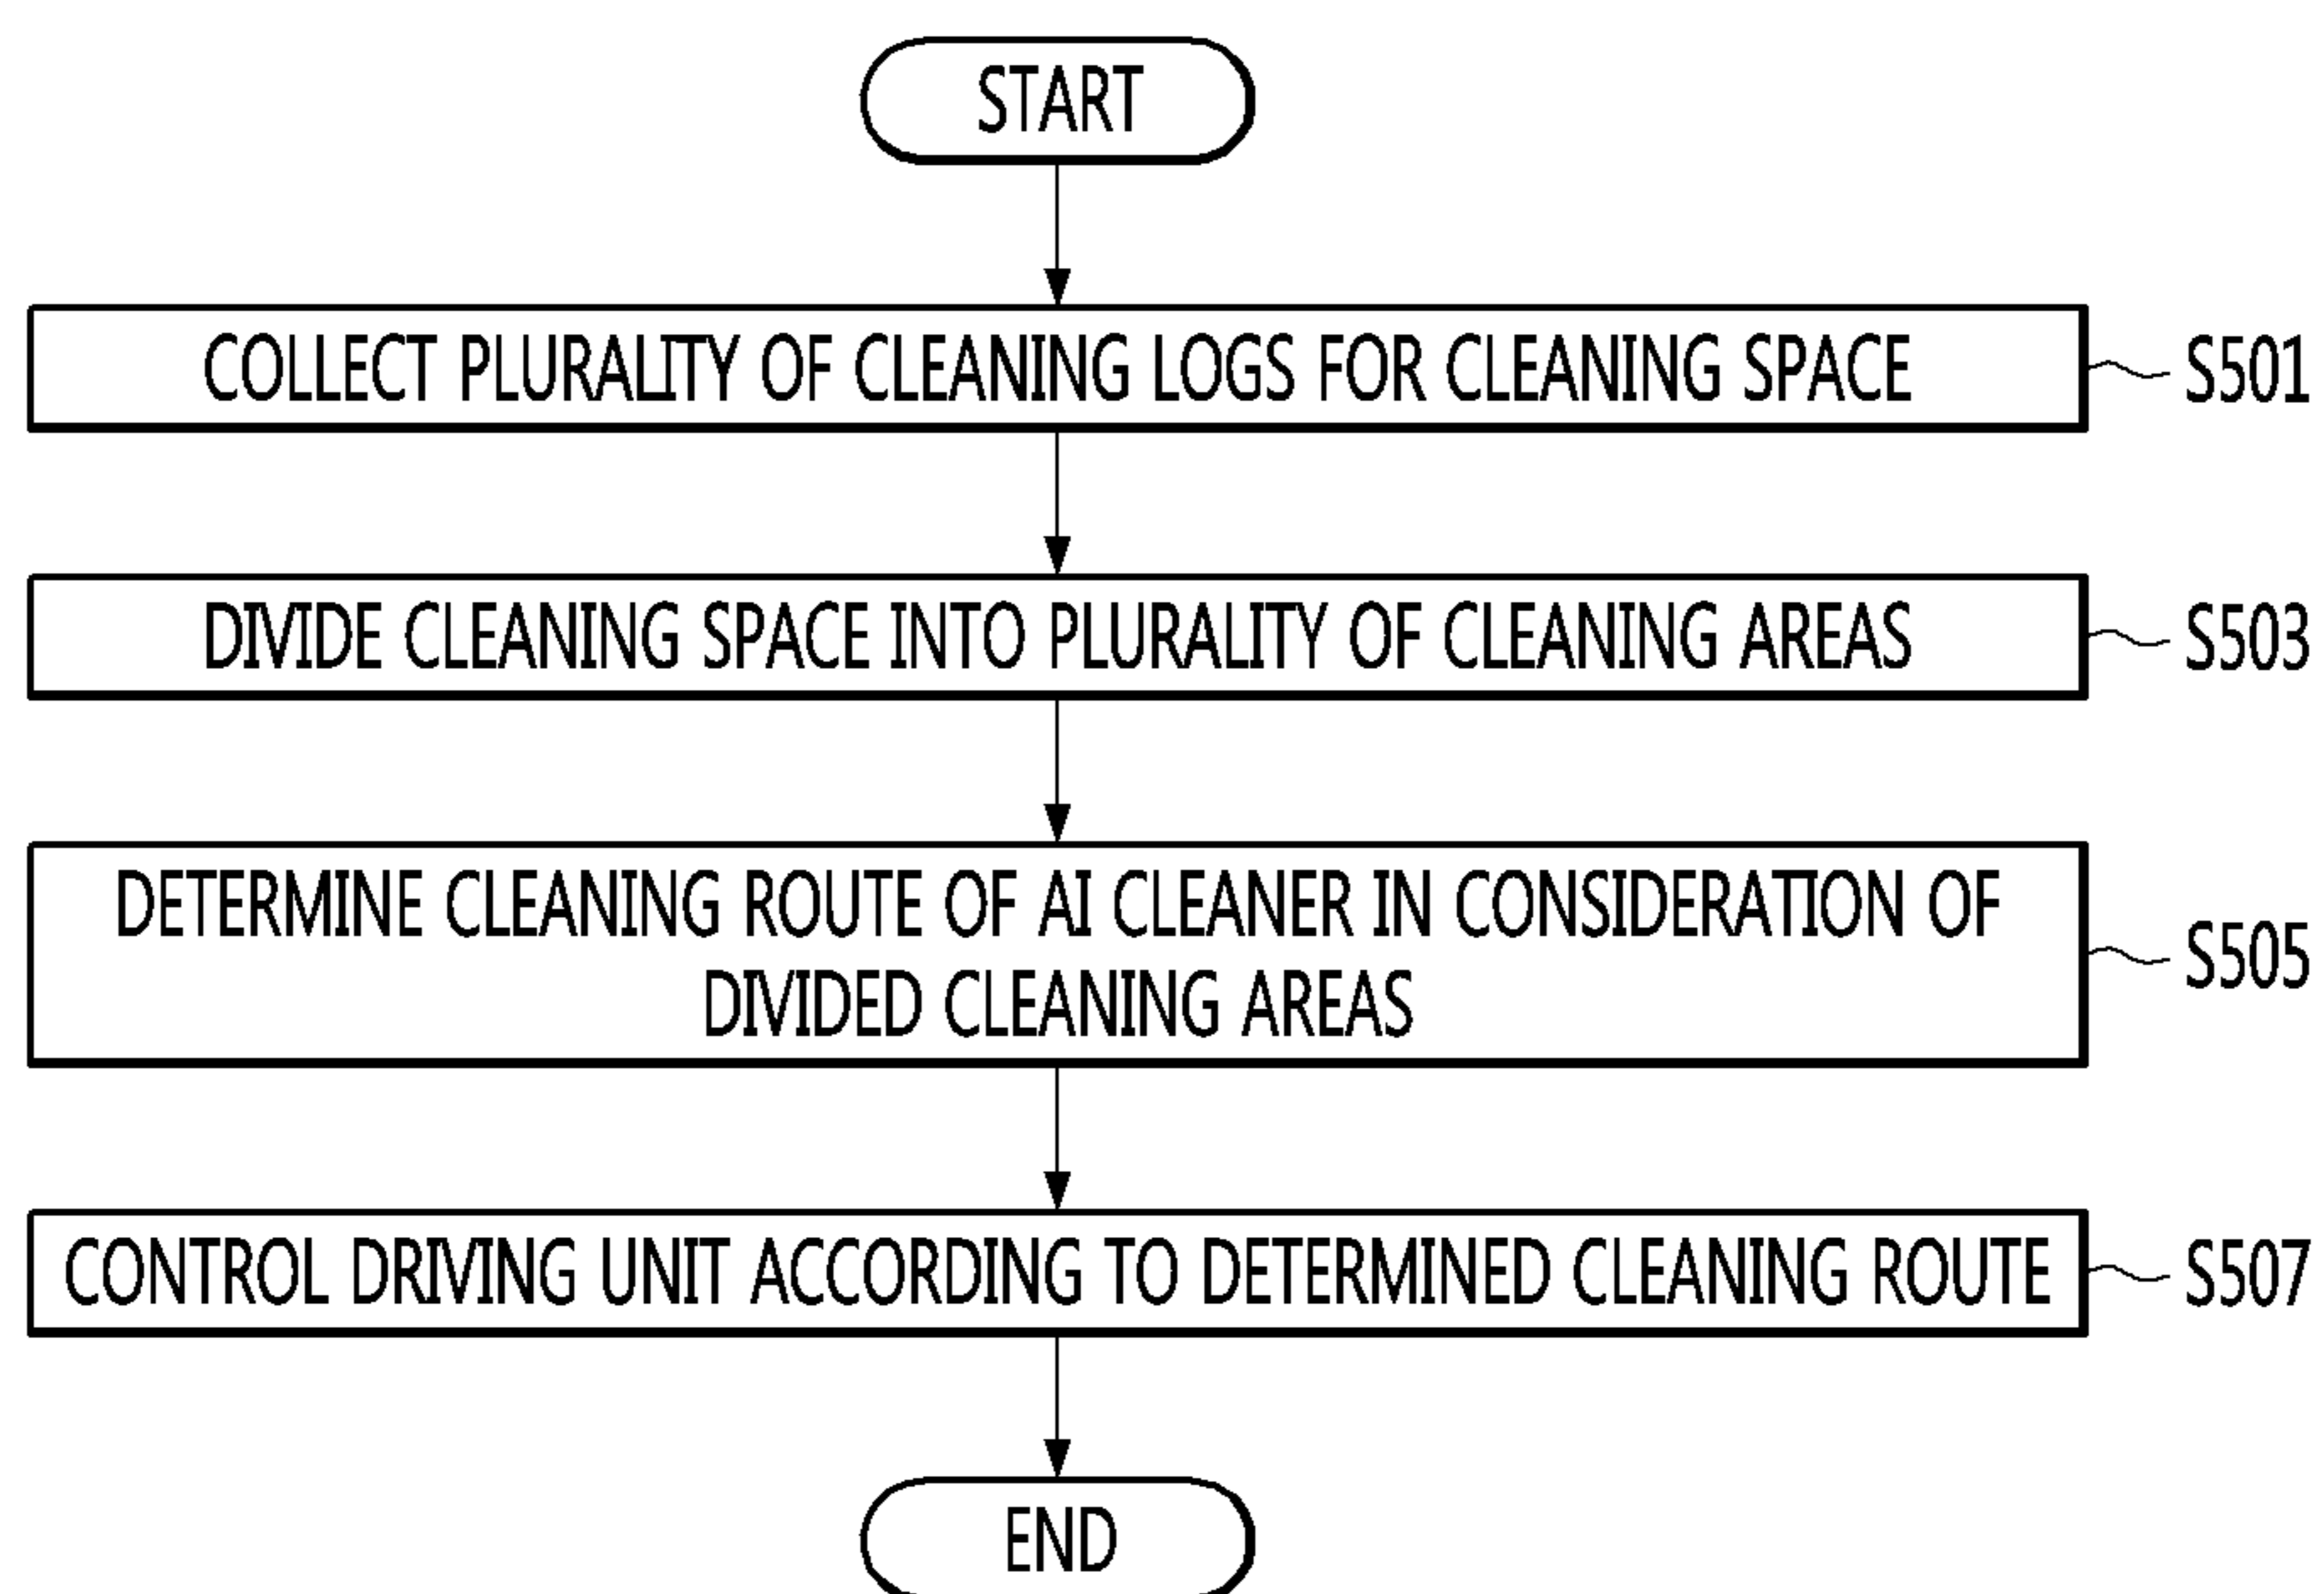 START
COLLECT PLURALITY OF CLEANING LOGS FOR CLEANING SPACE
S501
DIVIDE CLEANING SPACE INTO PLURALITY OF CLEANING AREAS
S503
DETERMINE CLEANING ROUTE OF AI CLEANER IN CONSIDERATION OF
DIVIDED CLEANING AREAS
S505
CONTROL DRIVING UNIT ACCORDING TO DETERMINED CLEANING ROUTE
S507
END